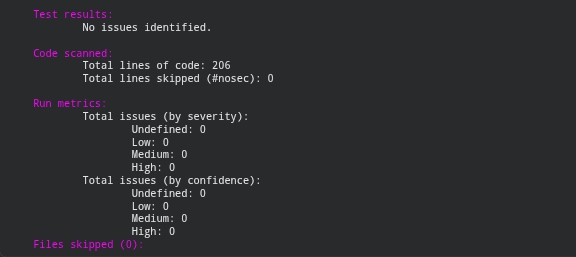 Test results:
No issues identified.
Code scanned:
Total lines of code: 206
Total lines skipped (#nosec): 0
Run metrics:
Total issues (by severity):
Undefined: 0
Low: 0
Medium: 0
High: 0
Total issues (by confidence):
Undefined: 0
Low: 0
Medium: 0
High: 0
Files skipped (0):